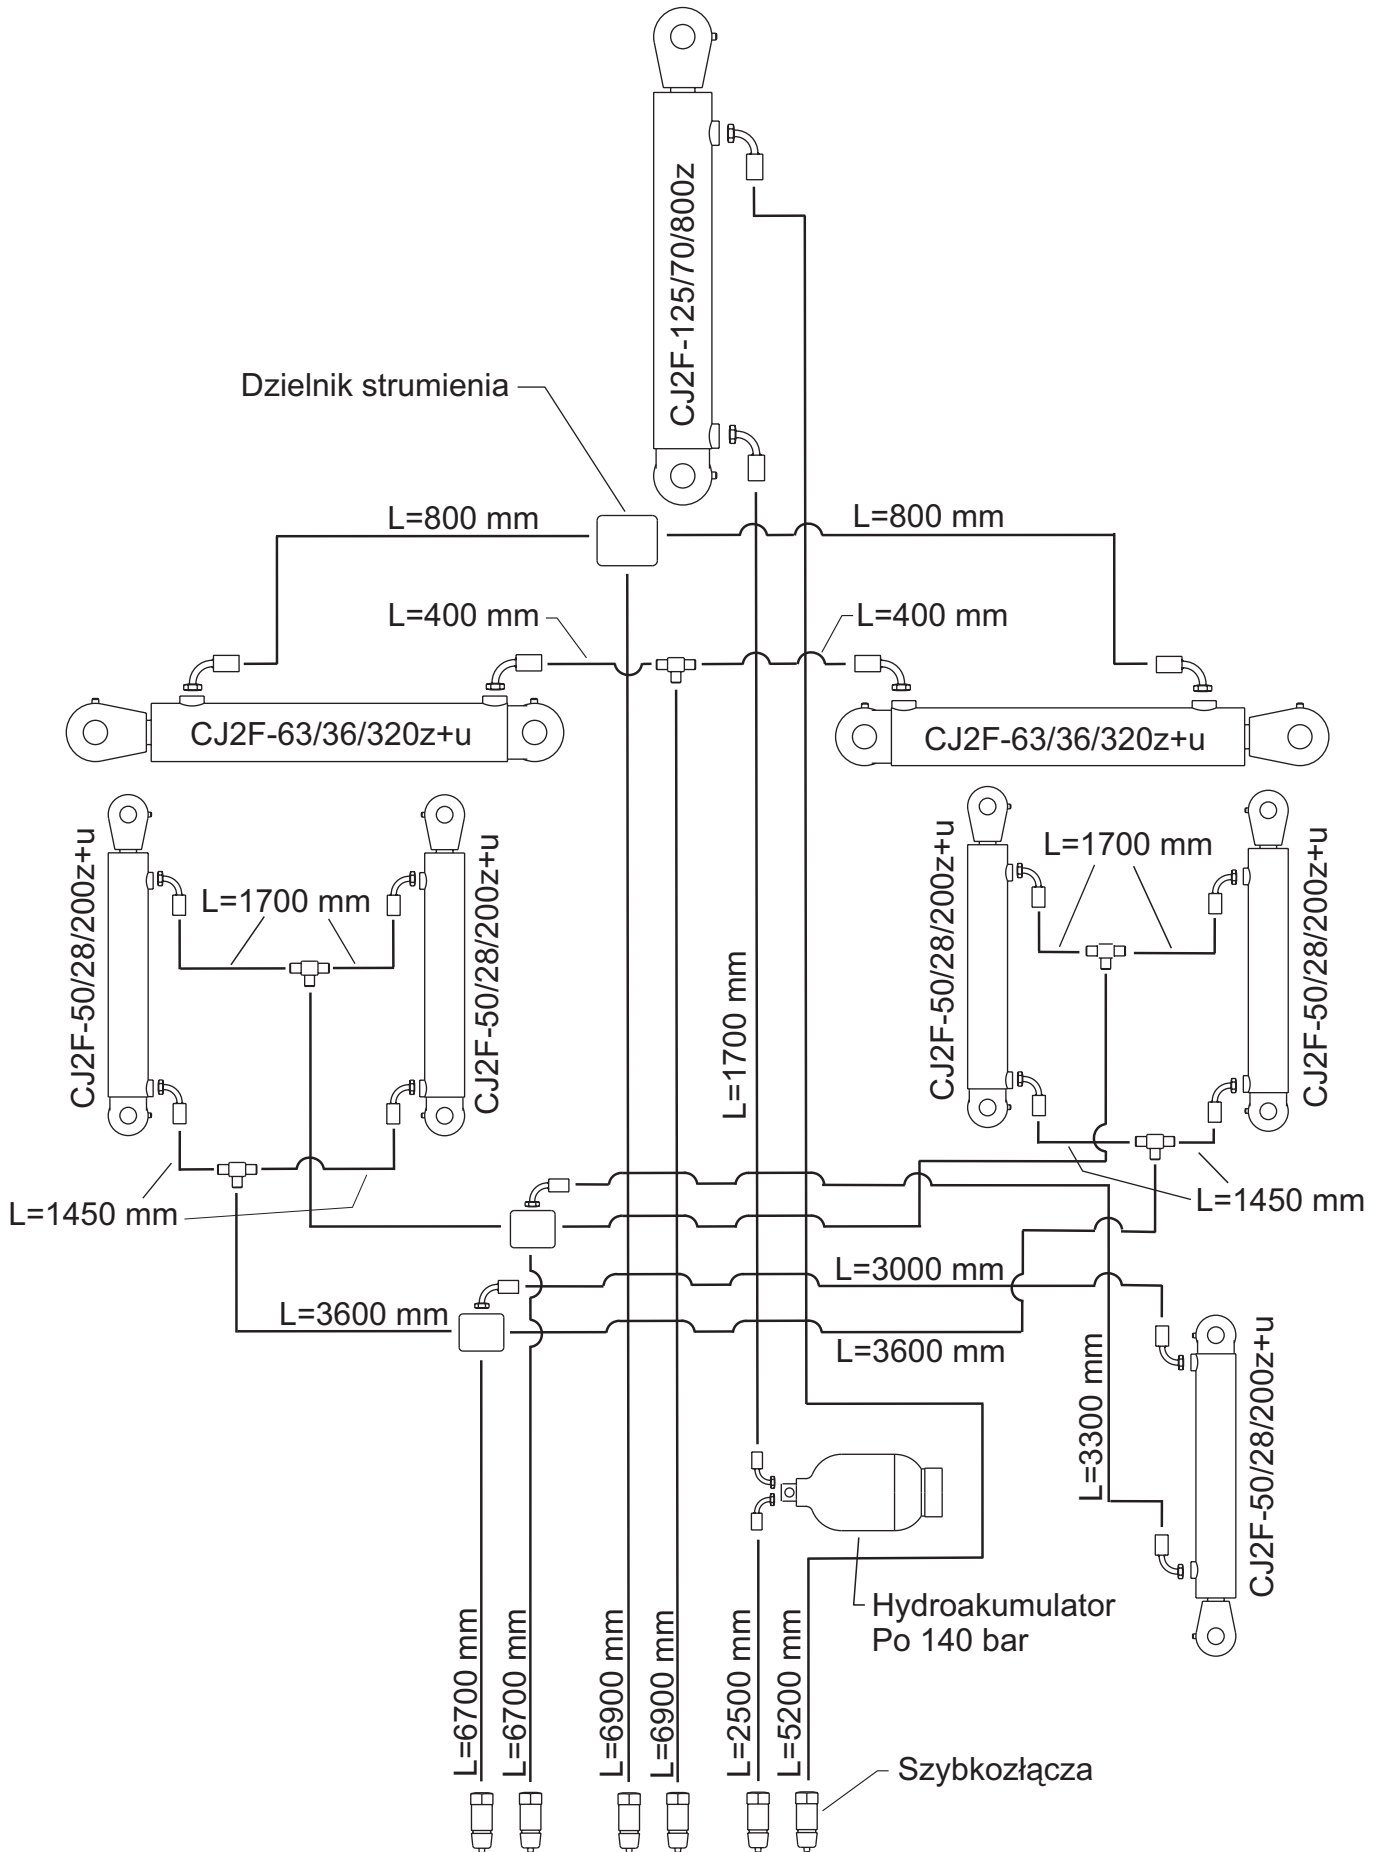 CJ2F-125/70/800z
Dzielnik strumienia
L=800 mm
L=800 mm
L=400 mm
L=400 mm
CJ2F-63/36/320z+u
CJ2F-63/36/320z+u
CJ2F-50/28/200z+u
L=1700 mm
CJ2F-50/28/200z+u
CJ2F-50/28/200z+u
L=1700 mm
CJ2F-50/28/200z+u
L=1700 mm
L=1450 mm
L=1450 mm
L=3000 mm
L=3600 mm
L=3600 mm
L=3300 mm
CJ2F-50/28/200z+u
Hydroakumulator
Po 140 bar
L=6700 mm
L=6700 mm
L=6900 mm
L=6900 mm
L=2500 mm
L=5200 mm
Szybkozłącza